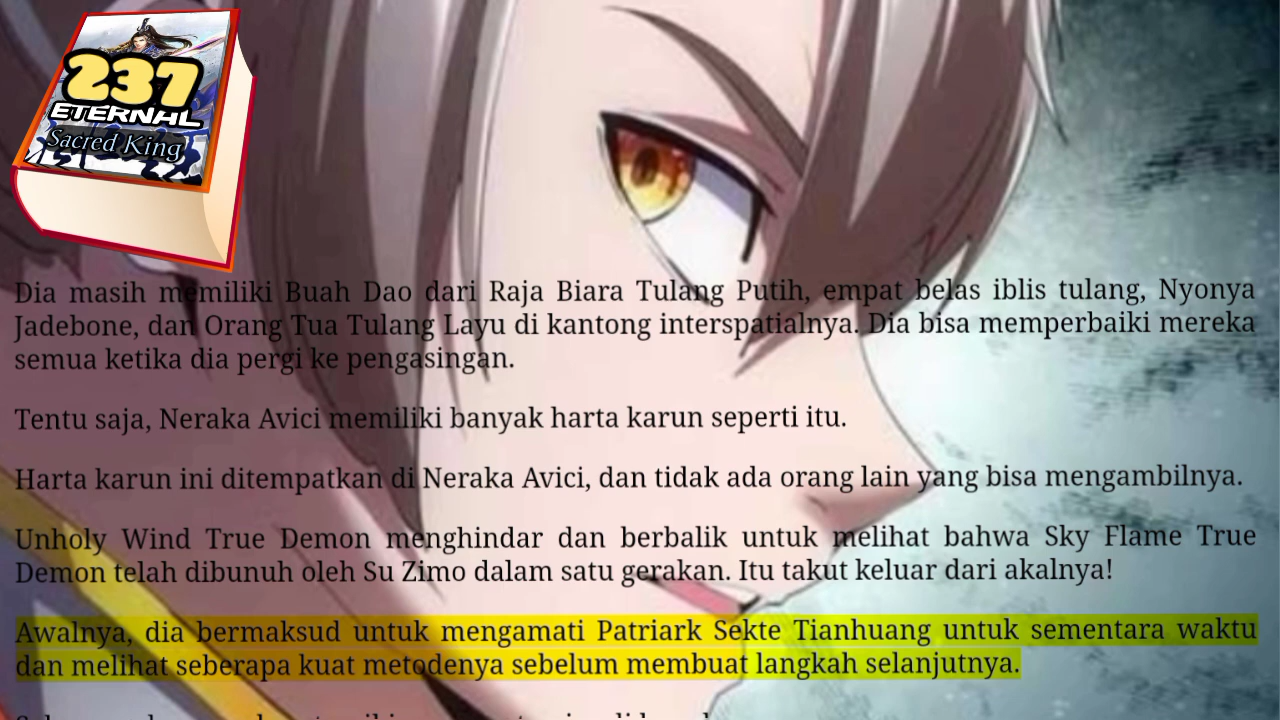 237
ETERNAL
Sacred King
Dia masih memiliki Buah Dao dari Raja Biara Tulang Putih, empat belas iblis tulang, Nyonya
Jadebone, dan Orang Tua Tulang Layu di kantong interspatialnya. Dia bisa memperbaiki mereka
semua ketika dia pergi ke pengasingan.
Tentu saja, Neraka Avici memiliki banyak harta karun seperti itu.
Harta karun ini ditempatkan di Neraka Avici, dan tidak ada orang lain yang bisa mengambilnya.
Unholy Wind True Demon menghindar dan berbalik untuk melihat bahwa Sky Flame True
Demon telah dibunuh oleh Su Zimo dalam satu gerakan. Itu takut keluar dari akalnya!
Awalnya, dia bermaksud untuk mengamati Patriark Sekte Tianhuang untuk sementara waktu
dan melihat seberapa kuat metodenya sebelum membuat langkah selanjutnya.